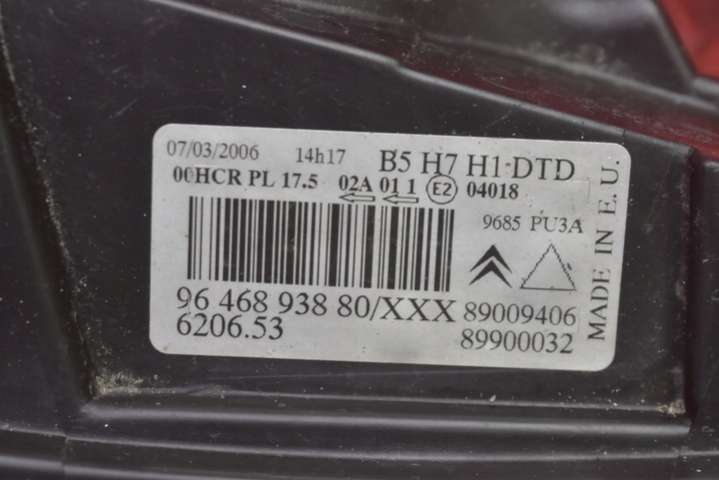 07/03/2006 14h17 B5 H7 H1 DTD
00HCR PL 17.5 02A 01 1 E2 04018
9685 PU3A
96 468 938 80/XXX 89009406
6206.53 89900032
MADE IN E.U.